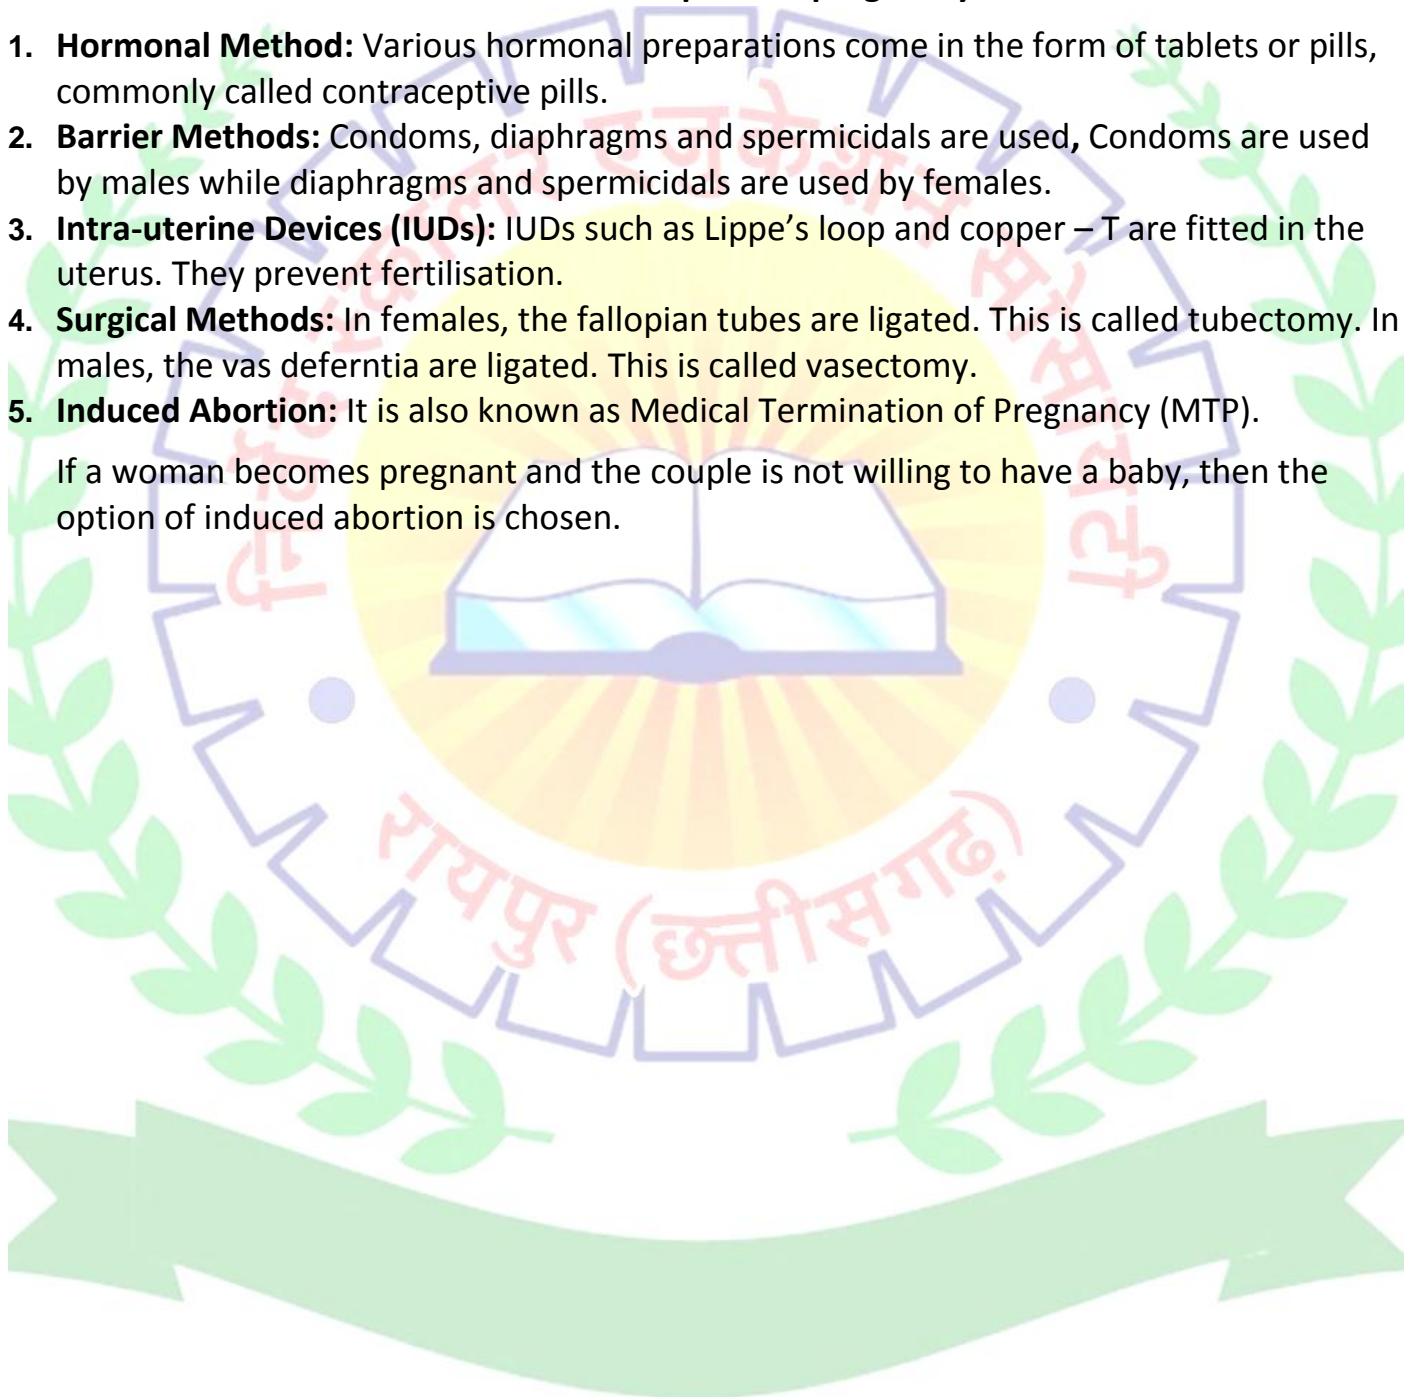 1. Hormonal Method: Various hormonal preparations come in the form of tablets or pills,
commonly called contraceptive pills.
2. Barrier Methods: Condoms, diaphragms and spermicidals are used, Condoms are used
by males while diaphragms and spermicidals are used by females.
3. Intra-uterine Devices (IUDs): IUDs such as Lippe’s loop and copper – T are fitted in the
uterus. They prevent fertilisation.
4. Surgical Methods: In females, the fallopian tubes are ligated. This is called tubectomy. In
males, the vas deferntia are ligated. This is called vasectomy.
5. Induced Abortion: It is also known as Medical Termination of Pregnancy (MTP).
If a woman becomes pregnant and the couple is not willing to have a baby, then the
option of induced abortion is chosen.
स्कालर एजुकेशन सोसायटी
रायपुर (छत्तीसगढ़)